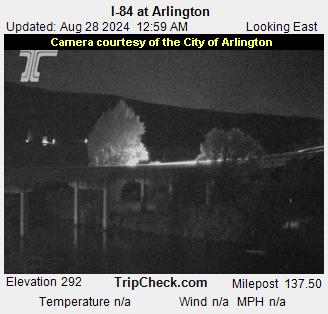 I-84 at Arlington
Updated: Aug 28 2024 12:59 AM Looking East
Camera courtesy of the City of Arlington
Elevation 292 TripCheck.com Milepost 137.50
Temperature n/a Wind n/a MPH n/a